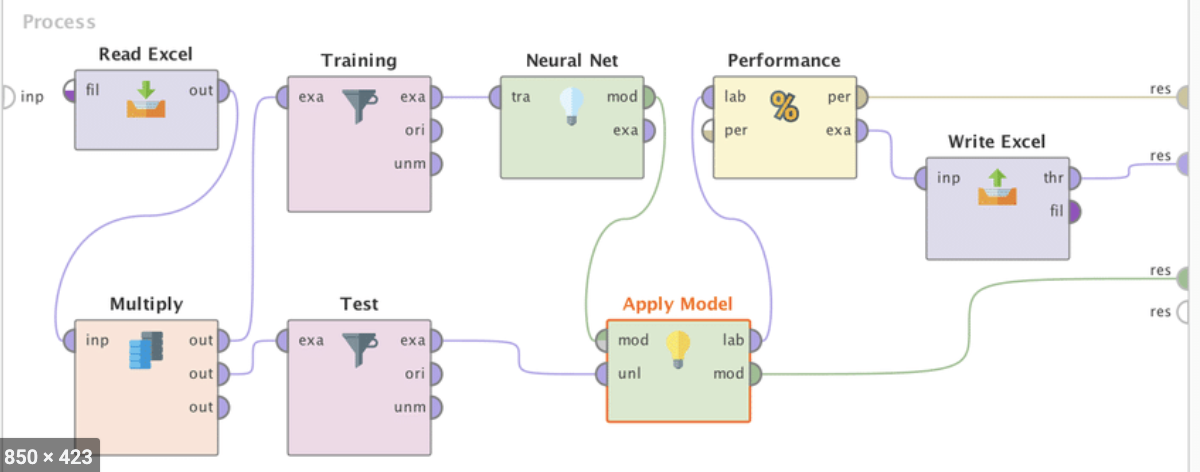 Process
Read Excel
inp
fil
out
Training
exa
exa
ori
unm
Neural Net
tra
mod
exa
Performance
lab
per
per
exa
Write Excel
inp
thr
fil
res
res
res
res
Multiply
inp
out
out
out
Test
exa
exa
ori
unm
Apply Model
mod
lab
unl
mod
%
850 × 423